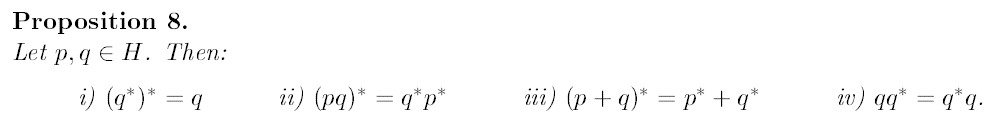 Proposition 8.
Let p, q ∈ H. Then:
i) (q*)* = q ii) (pq)* = q*p* iii) (p + q)* = p* + q* iv) qq* = q*q.